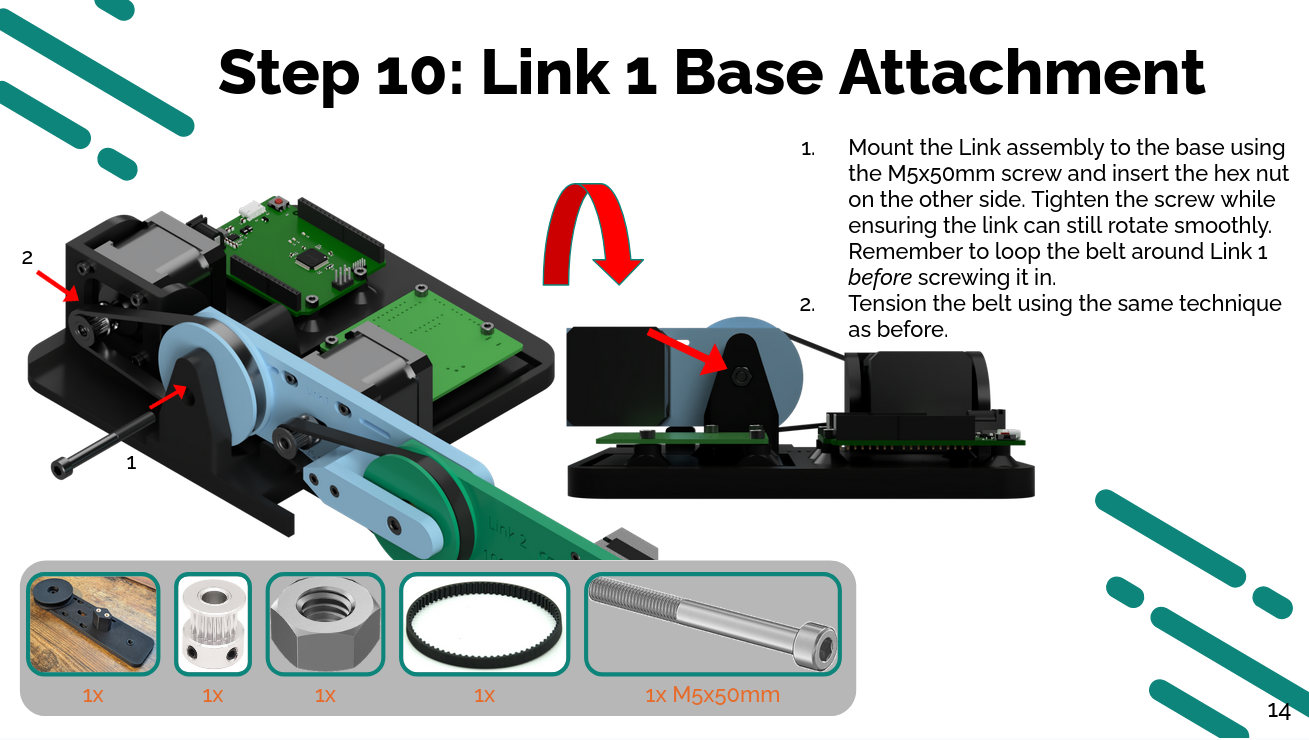 Step 10: Link 1 Base Attachment
1. Mount the Link assembly to the base using
the M5x50mm screw and insert the hex nut
on the other side. Tighten the screw while
ensuring the link can still rotate smoothly.
Remember to loop the belt around Link 1
before screwing it in.
2. Tension the belt using the same technique
as before.
2
1
Link 2
1x
1x
1x
1x
1x M5x50mm
14